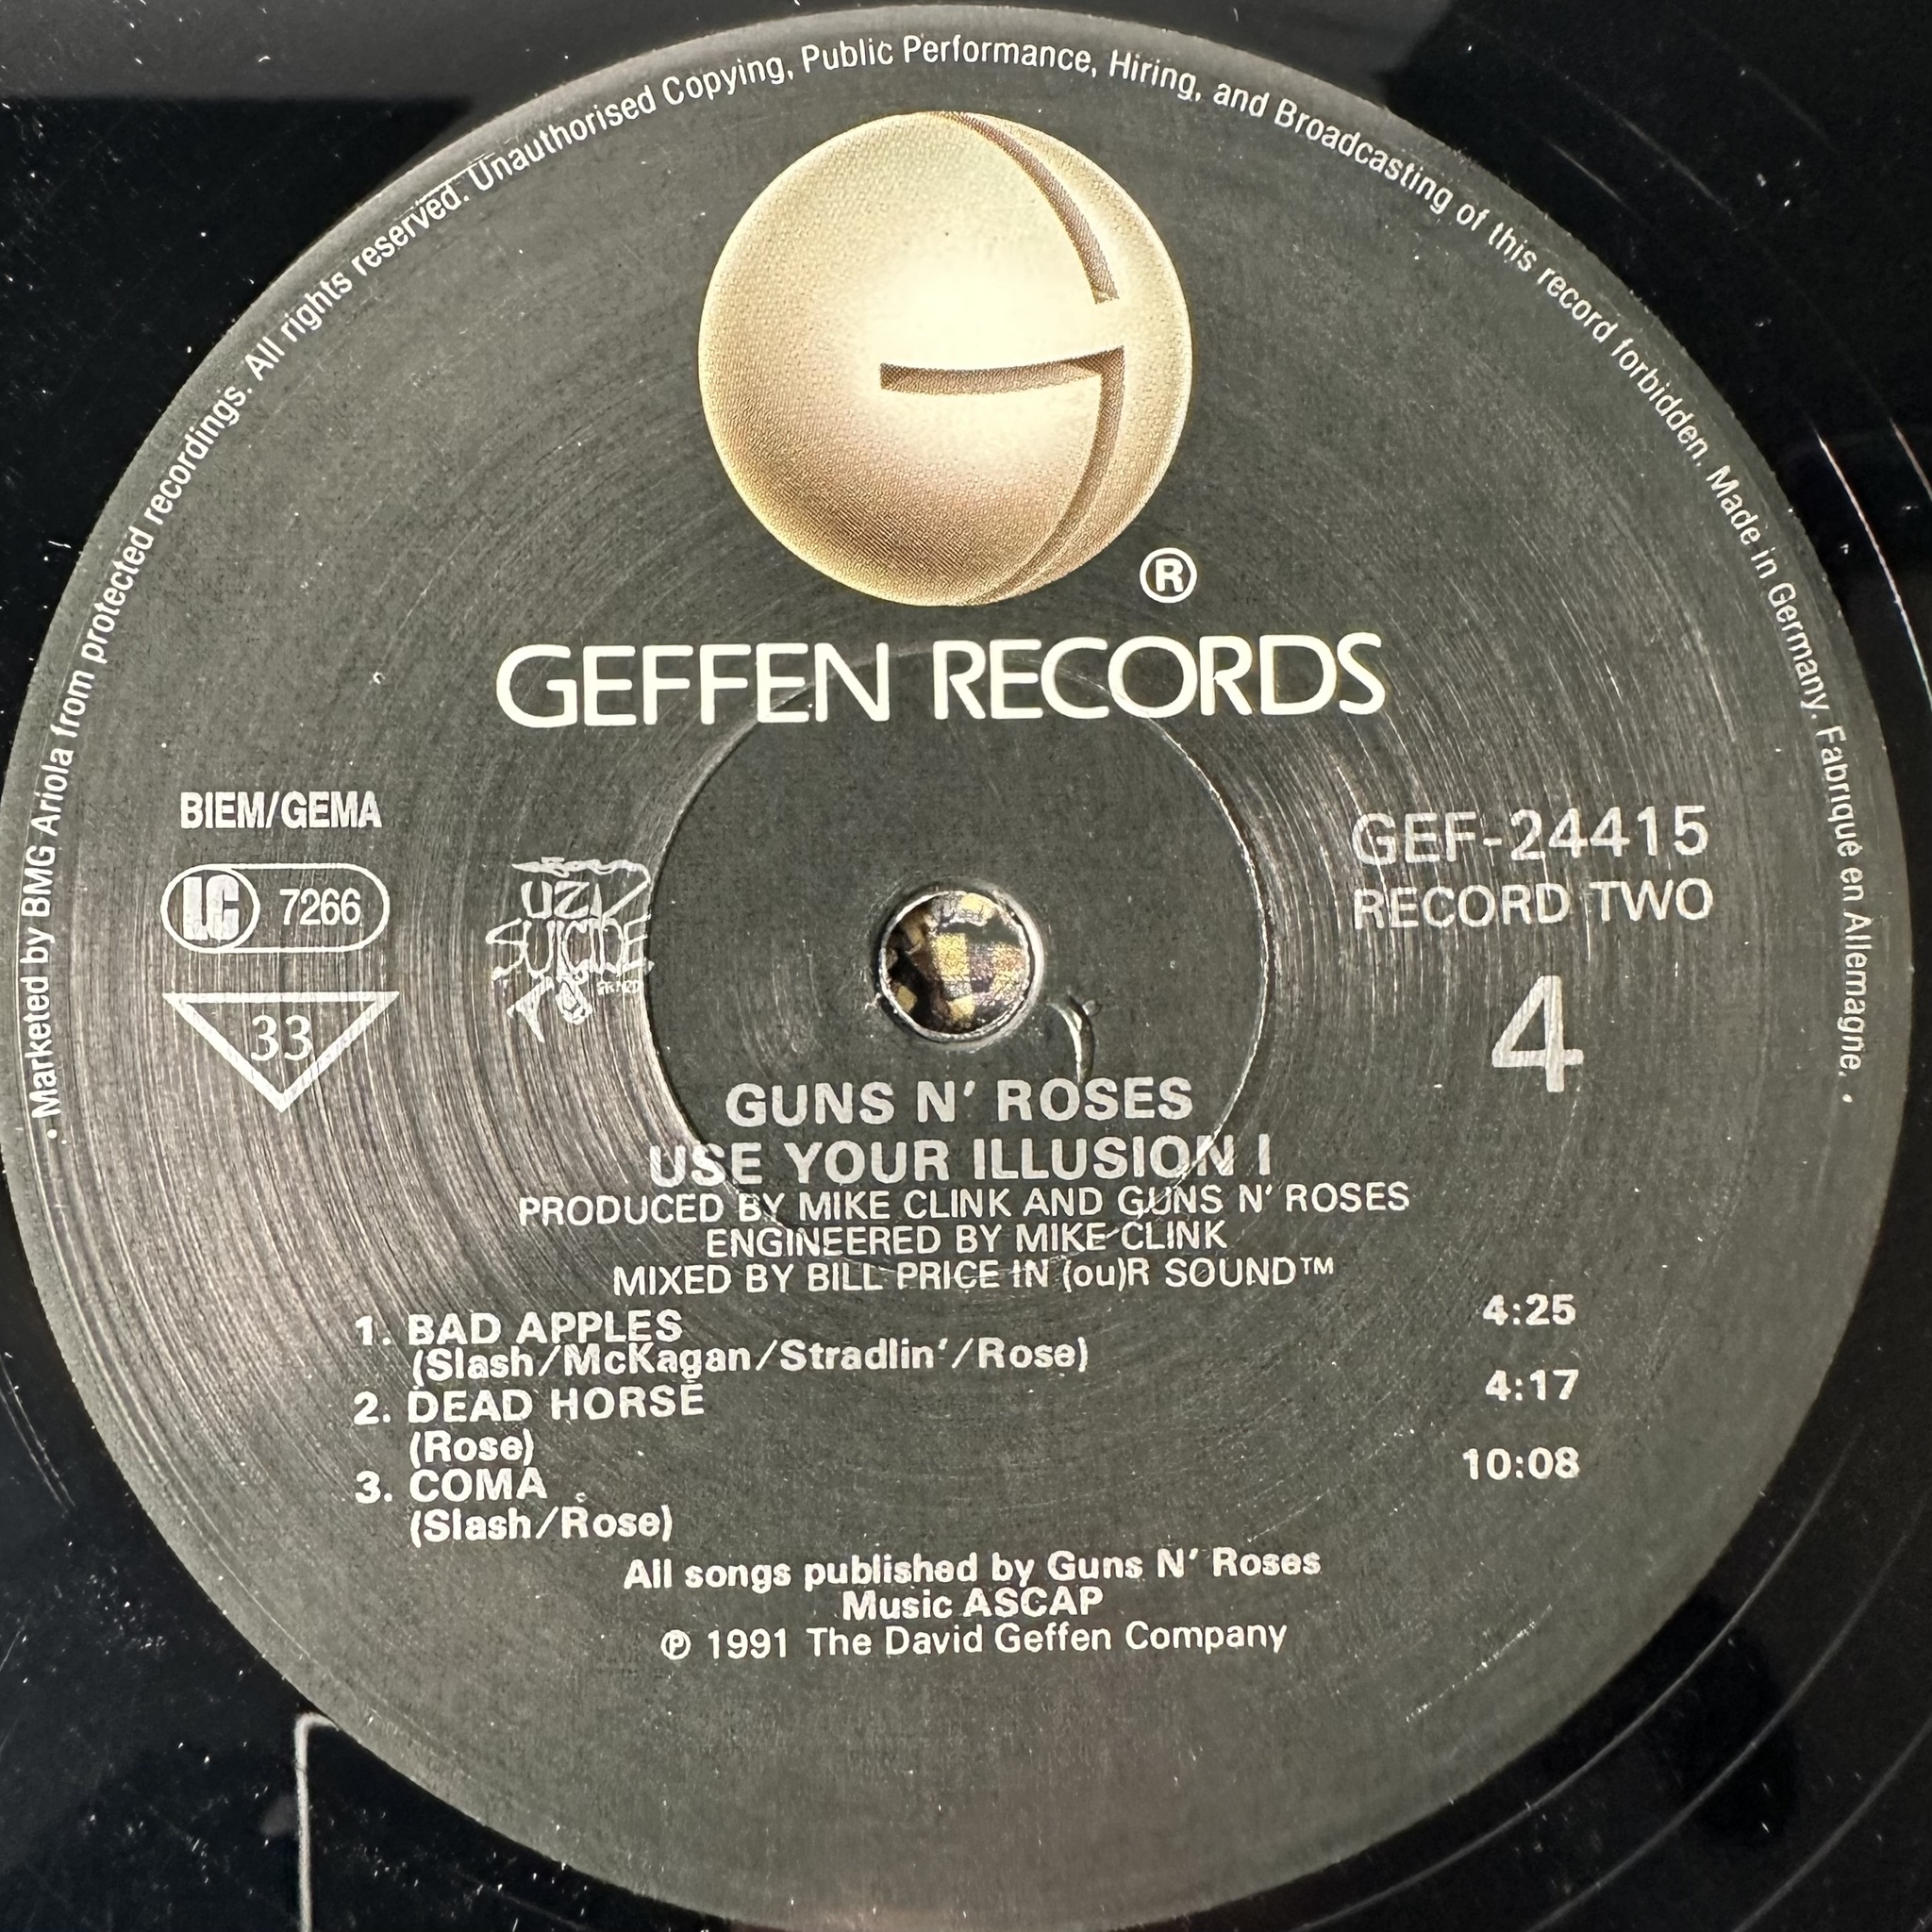 • Marketed by BMG Ariola from protected recordings. All rights reserved. Unauthorised Copying, Public Performance, Hiring, and Broadcasting of this record forbidden. Made in Germany. Fabriqué en Allemagne. •
®
GEFFEN RECORDS
BIEM/GEMA
LC 7266
33
UZI
SUICIDE
GEF-24415
RECORD TWO
4
GUNS N' ROSES
USE YOUR ILLUSION I
PRODUCED BY MIKE CLINK AND GUNS N' ROSES
ENGINEERED BY MIKE CLINK
MIXED BY BILL PRICE IN (ou)R SOUND™
1. BAD APPLES 4:25
(Slash/McKagan/Stradlin'/Rose)
2. DEAD HORSE 4:17
(Rose)
3. COMA 10:08
(Slash/Rose)
All songs published by Guns N' Roses
Music ASCAP
℗ 1991 The David Geffen Company